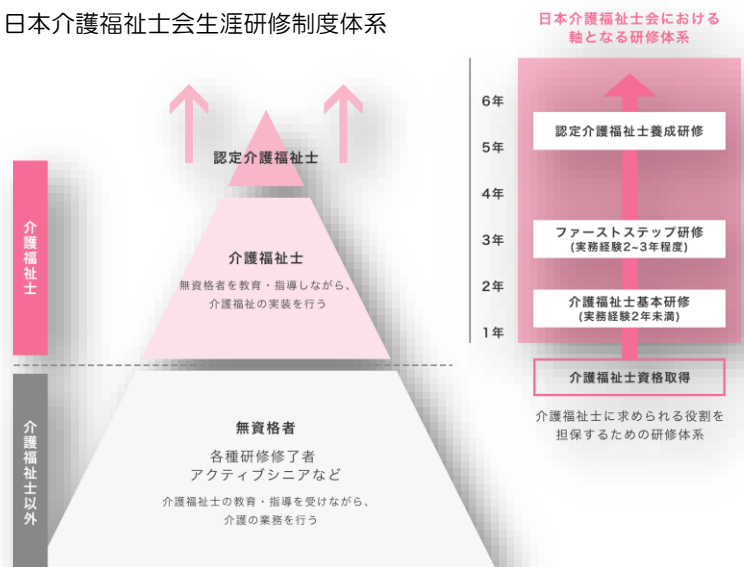 日本介護福祉士会生涯研修制度体系
認定介護福祉士
介護福祉士
無資格者を教育・指導しながら、
介護福祉の実装を行う
介護福祉士
無資格者
各種研修修了者
アクティブシニアなど
介護福祉士の教育・指導を受けながら、
介護の業務を行う
介護福祉士以外
日本介護福祉士会における
軸となる研修体系
6年
認定介護福祉士養成研修
5年
4年
ファーストステップ研修
3年
(実務経験2~3年程度)
2年
介護福祉士基本研修
(実務経験2年未満)
1年
介護福祉士資格取得
介護福祉士に求められる役割を
担保するための研修体系